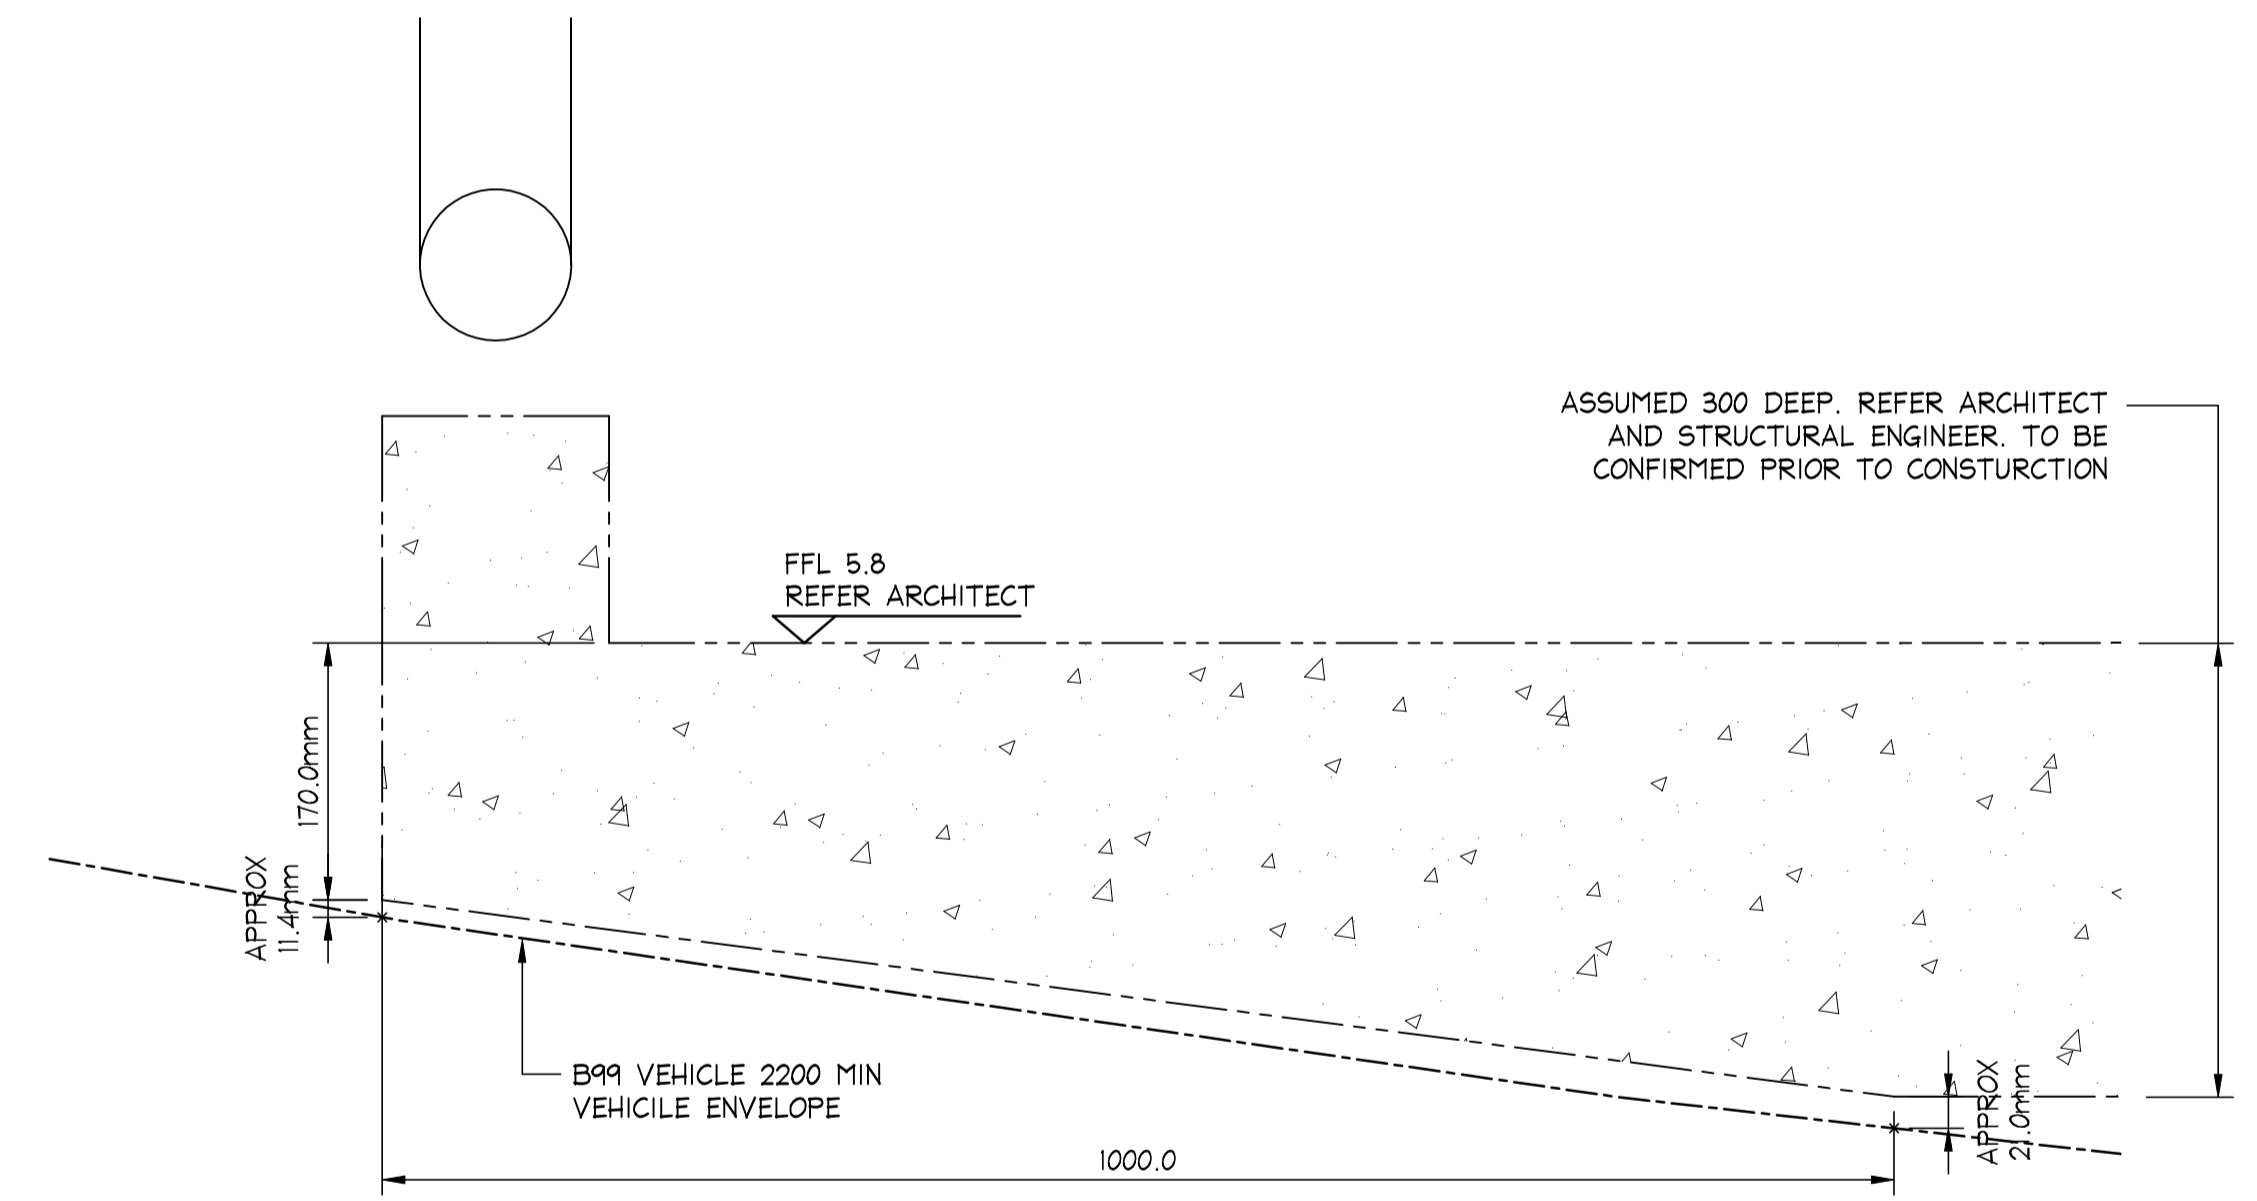 ASSUMED 300 DEEP. REFER ARCHITECT
AND STRUCTURAL ENGINEER. TO BE
CONFIRMED PRIOR TO CONSTURCTION
FFL 5.8
REFER ARCHITECT
170.0mm
APPROX
11.4mm
B99 VEHICLE 2200 MIN
VEHICILE ENVELOPE
APPROX
21.0mm
1000.0